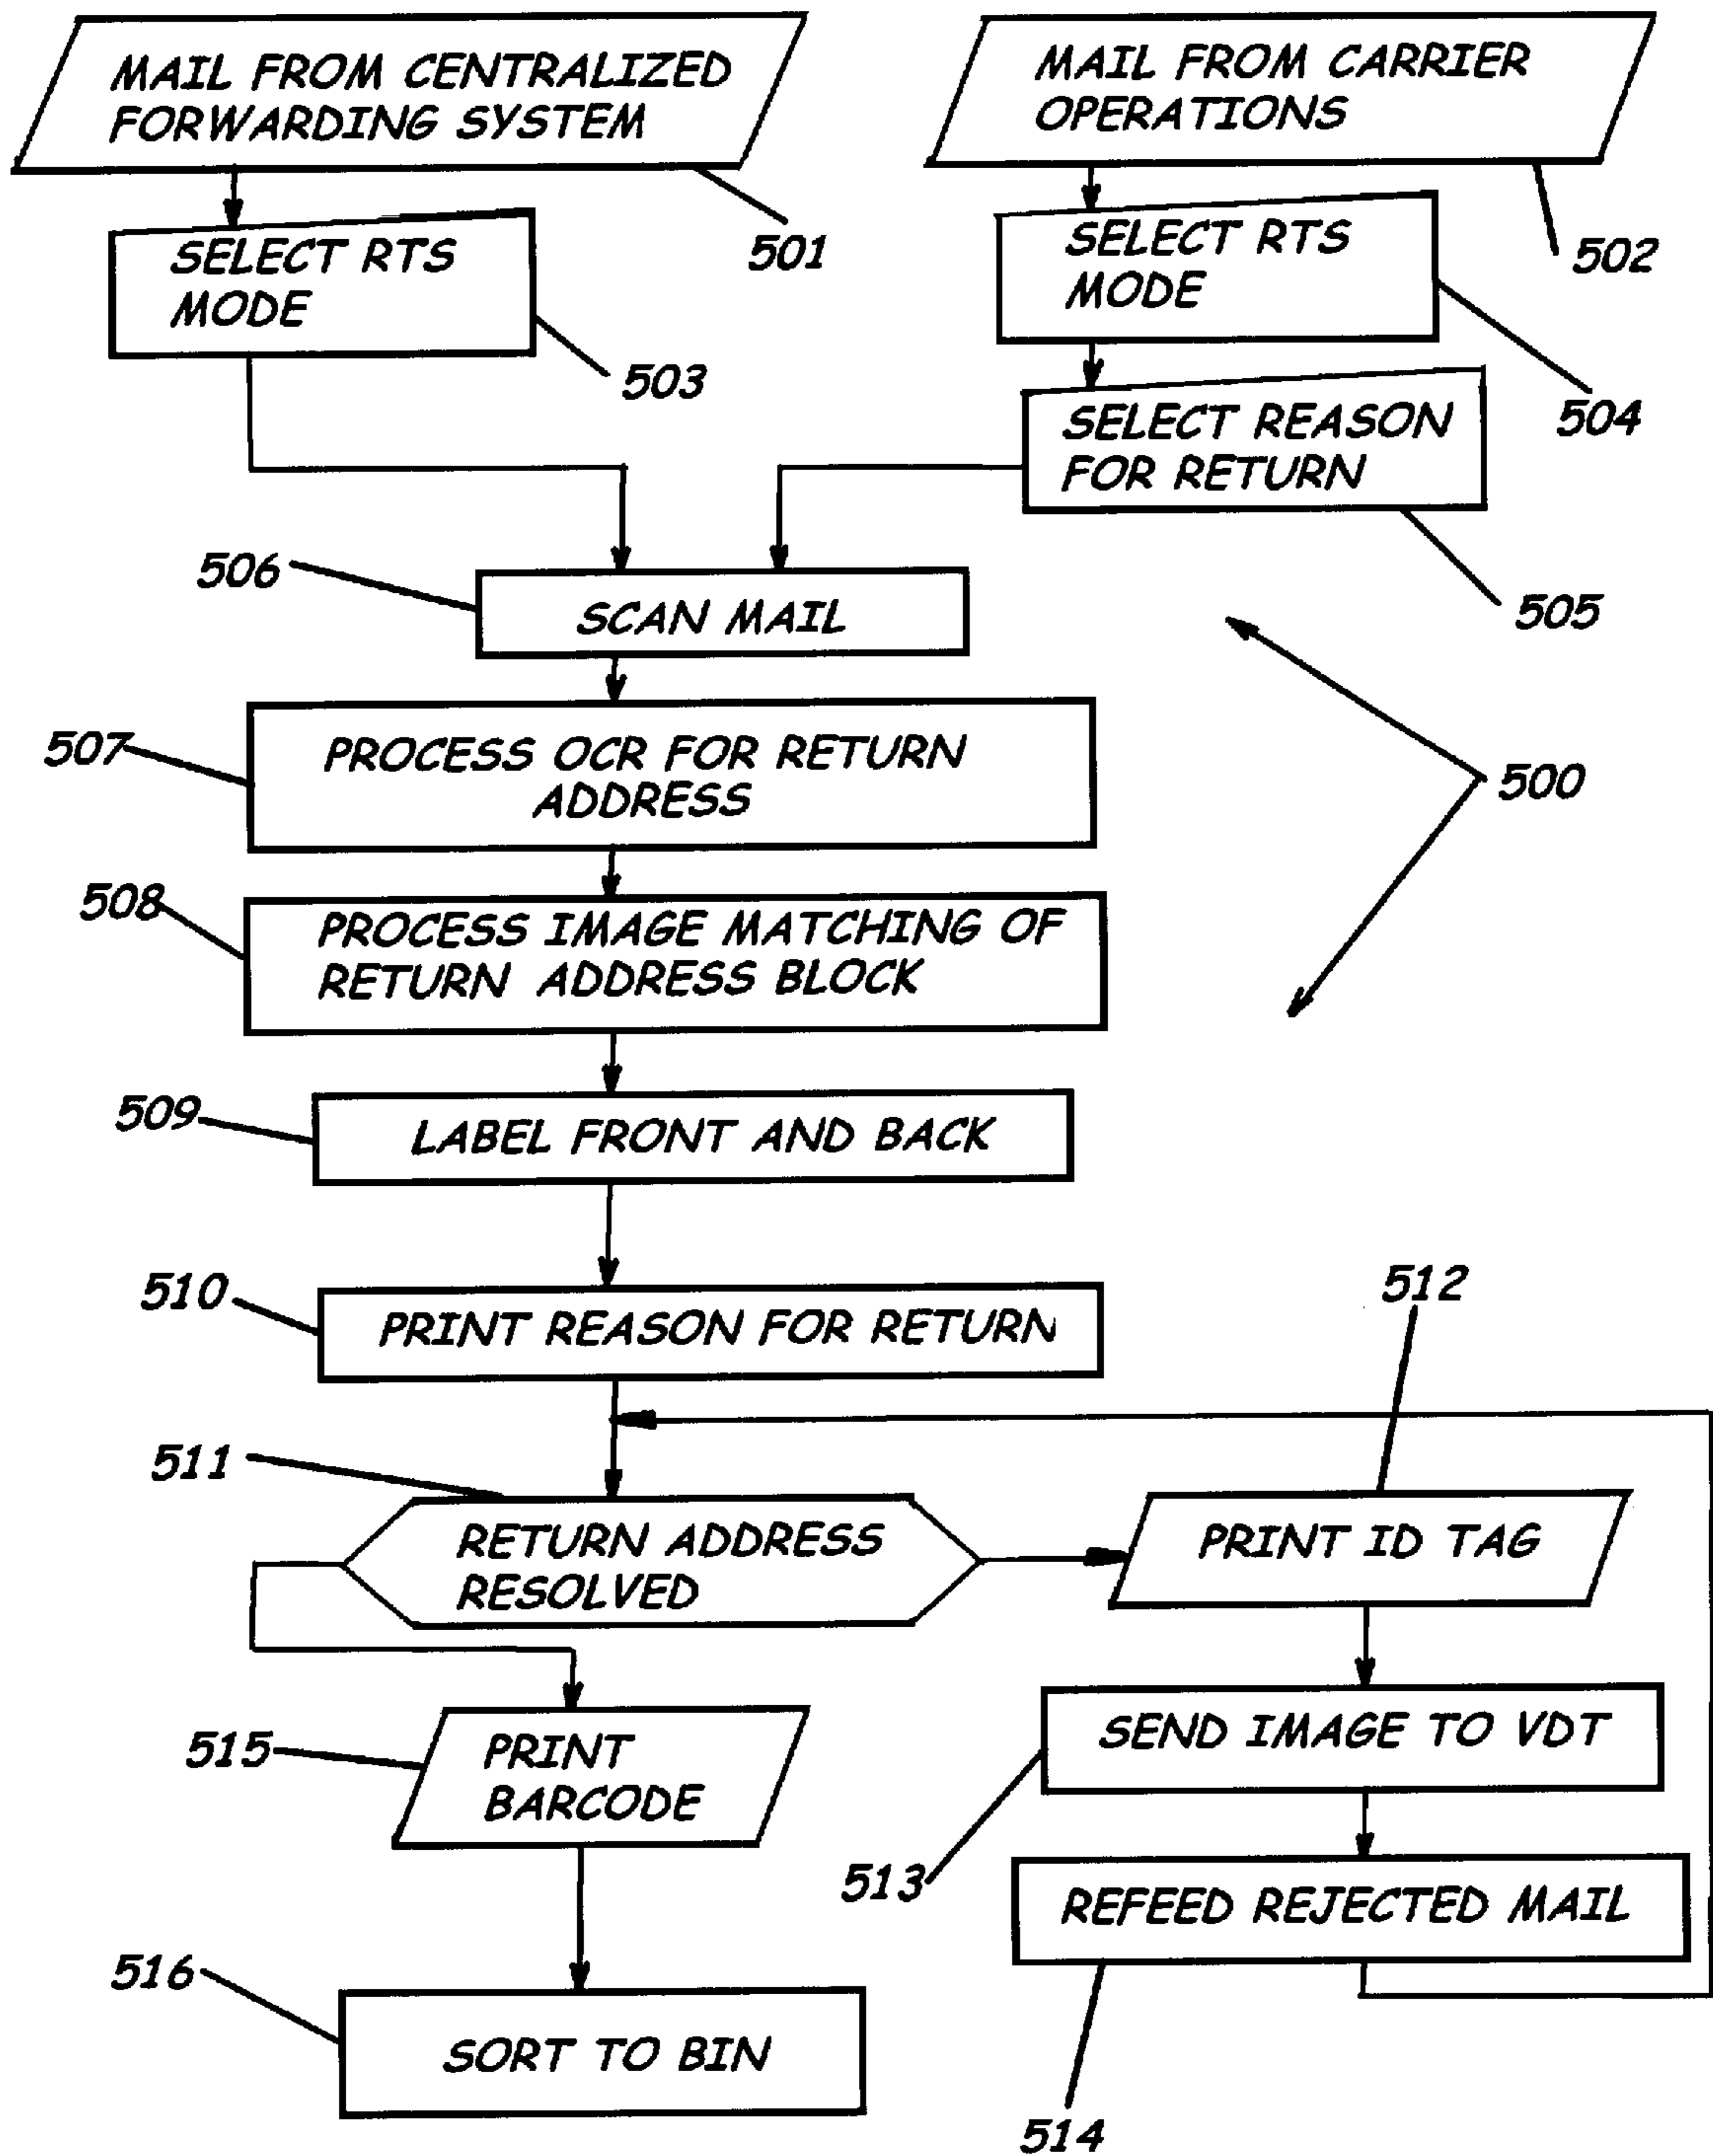 MAIL FROM CENTRALIZED
FORWARDING SYSTEM
MAIL FROM CARRIER
OPERATIONS
501
502
SELECT RTS
MODE
503
SELECT RTS
MODE
504
SELECT REASON
FOR RETURN
505
506
SCAN MAIL
507
PROCESS OCR FOR RETURN
ADDRESS
500
508
PROCESS IMAGE MATCHING OF
RETURN ADDRESS BLOCK
509
LABEL FRONT AND BACK
510
PRINT REASON FOR RETURN
512
511
RETURN ADDRESS
RESOLVED
PRINT ID TAG
515
PRINT
BARCODE
SEND IMAGE TO VDT
513
REFEED REJECTED MAIL
516
SORT TO BIN
514